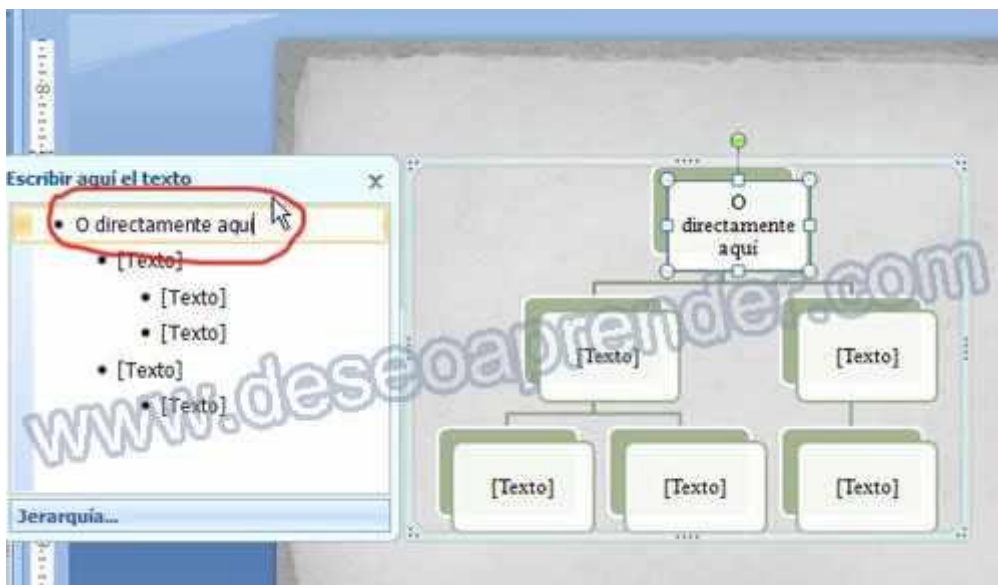 Escribir aquí el texto
O directamente aquí
[Texto]
[Texto]
[Texto]
[Texto]
[Texto]
Jerarquía...
O
directamente
aquí
[Texto]
[Texto]
[Texto]
[Texto]
[Texto]
www.deseoaprender.com
8